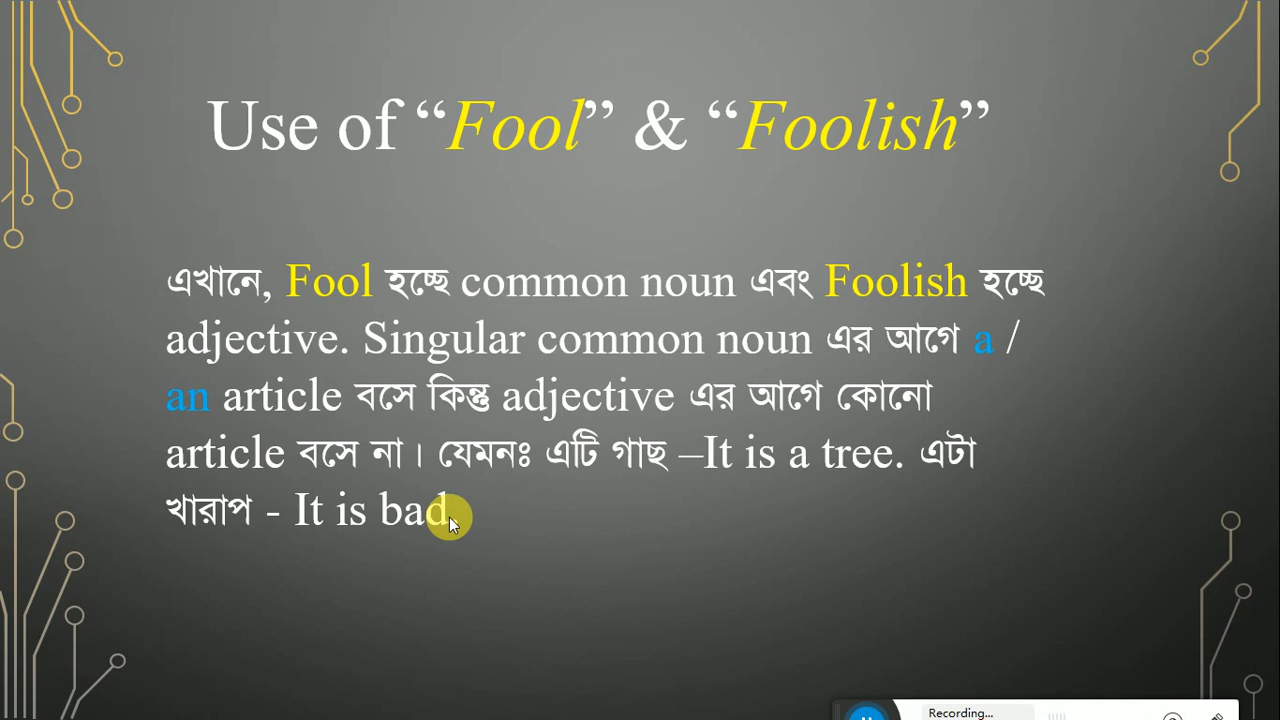 Use of “Fool” & “Foolish”
এখানে, Fool হচ্ছে common noun এবং Foolish হচ্ছে
adjective. Singular common noun এর আগে a /
an article বসে কিন্তু adjective এর আগে কোনো
article বসে না। যেমনঃ এটি গাছ –It is a tree. এটা
খারাপ - It is bad
Recording...